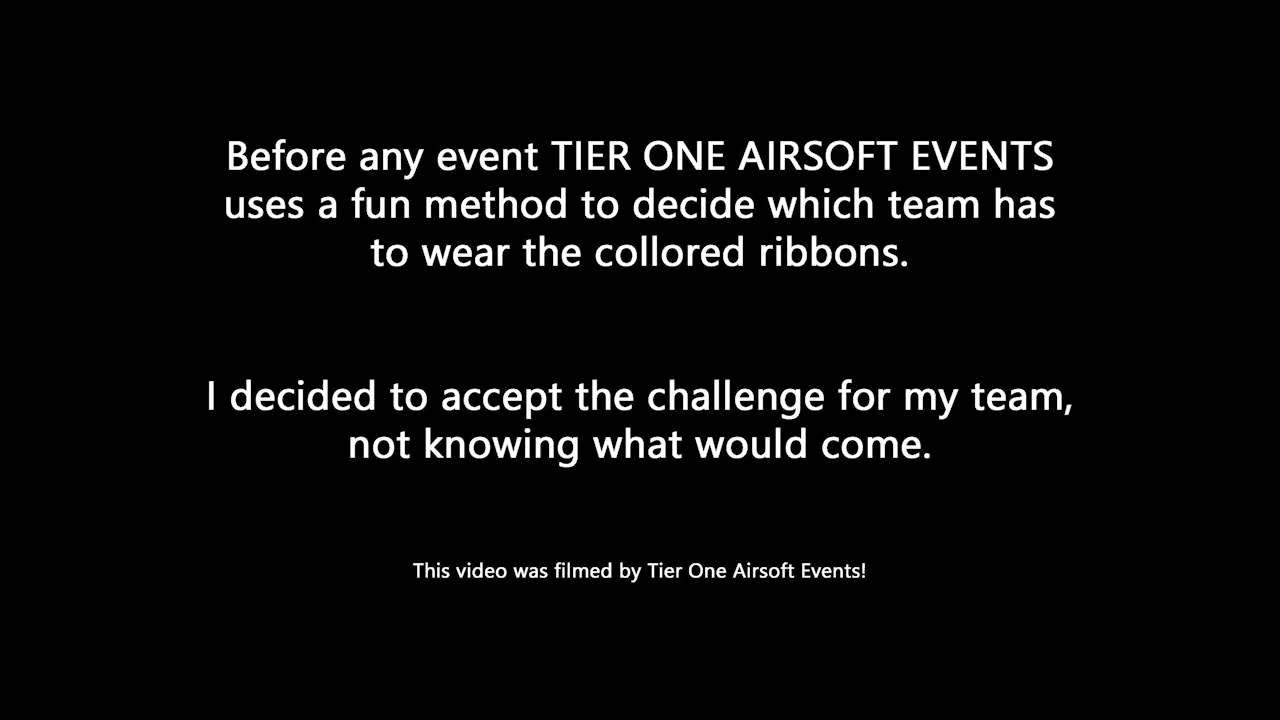 Before any event TIER ONE AIRSOFT EVENTS
uses a fun method to decide which team has
to wear the collored ribbons.
I decided to accept the challenge for my team,
not knowing what would come.
This video was filmed by Tier One Airsoft Events!